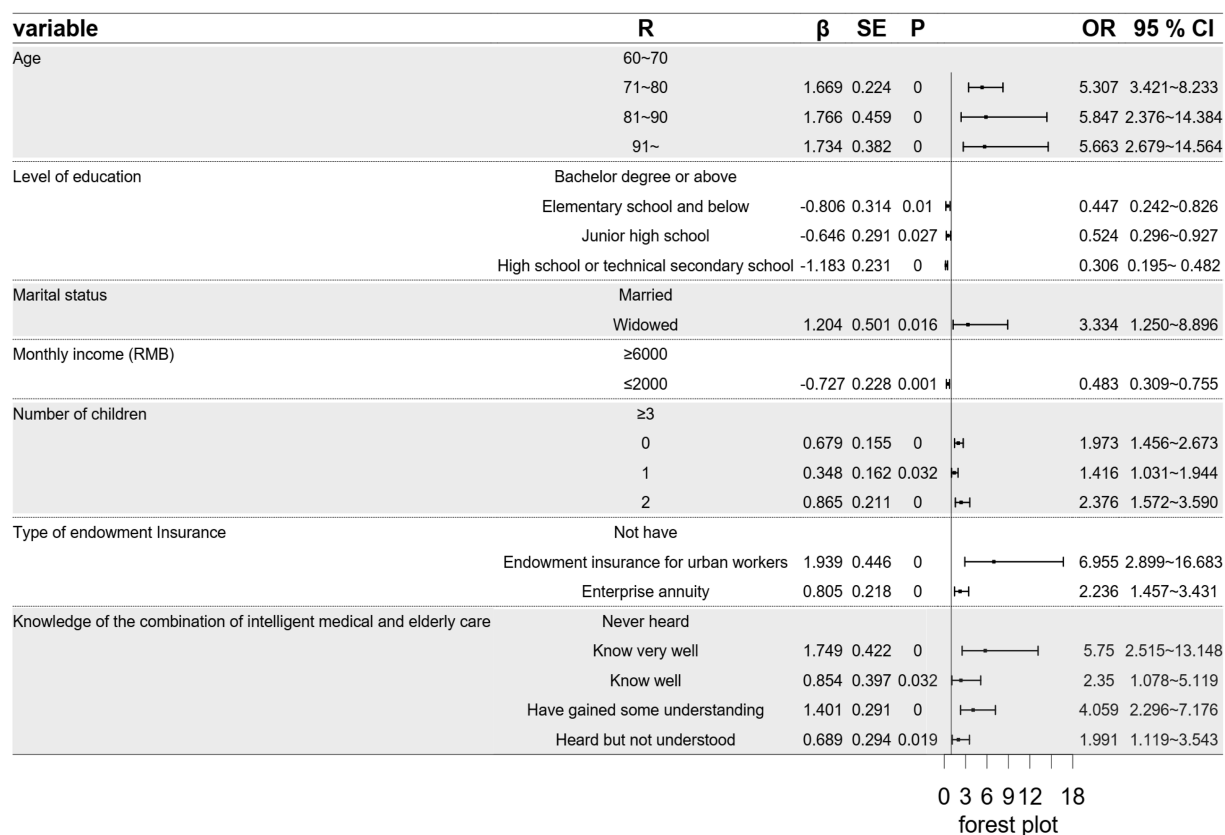 variable R β SE P OR 95 % CI
Age 60~70
71~80 1.669 0.224 0 5.307 3.421~8.233
81~90 1.766 0.459 0 5.847 2.376~14.384
91~ 1.734 0.382 0 5.663 2.679~14.564
Level of education Bachelor degree or above
Elementary school and below -0.806 0.314 0.01 0.447 0.242~0.826
Junior high school -0.646 0.291 0.027 0.524 0.296~0.927
High school or technical secondary school -1.183 0.231 0 0.306 0.195~ 0.482
Marital status Married
Widowed 1.204 0.501 0.016 3.334 1.250~8.896
Monthly income (RMB) ≥6000
≤2000 -0.727 0.228 0.001 0.483 0.309~0.755
Number of children ≥3
0 0.679 0.155 0 1.973 1.456~2.673
1 0.348 0.162 0.032 1.416 1.031~1.944
2 0.865 0.211 0 2.376 1.572~3.590
Type of endowment Insurance Not have
Endowment insurance for urban workers 1.939 0.446 0 6.955 2.899~16.683
Enterprise annuity 0.805 0.218 0 2.236 1.457~3.431
Knowledge of the combination of intelligent medical and elderly care Never heard
Know very well 1.749 0.422 0 5.75 2.515~13.148
Know well 0.854 0.397 0.032 2.35 1.078~5.119
Have gained some understanding 1.401 0.291 0 4.059 2.296~7.176
Heard but not understood 0.689 0.294 0.019 1.991 1.119~3.543
0 3 6 9 12 18
forest plot